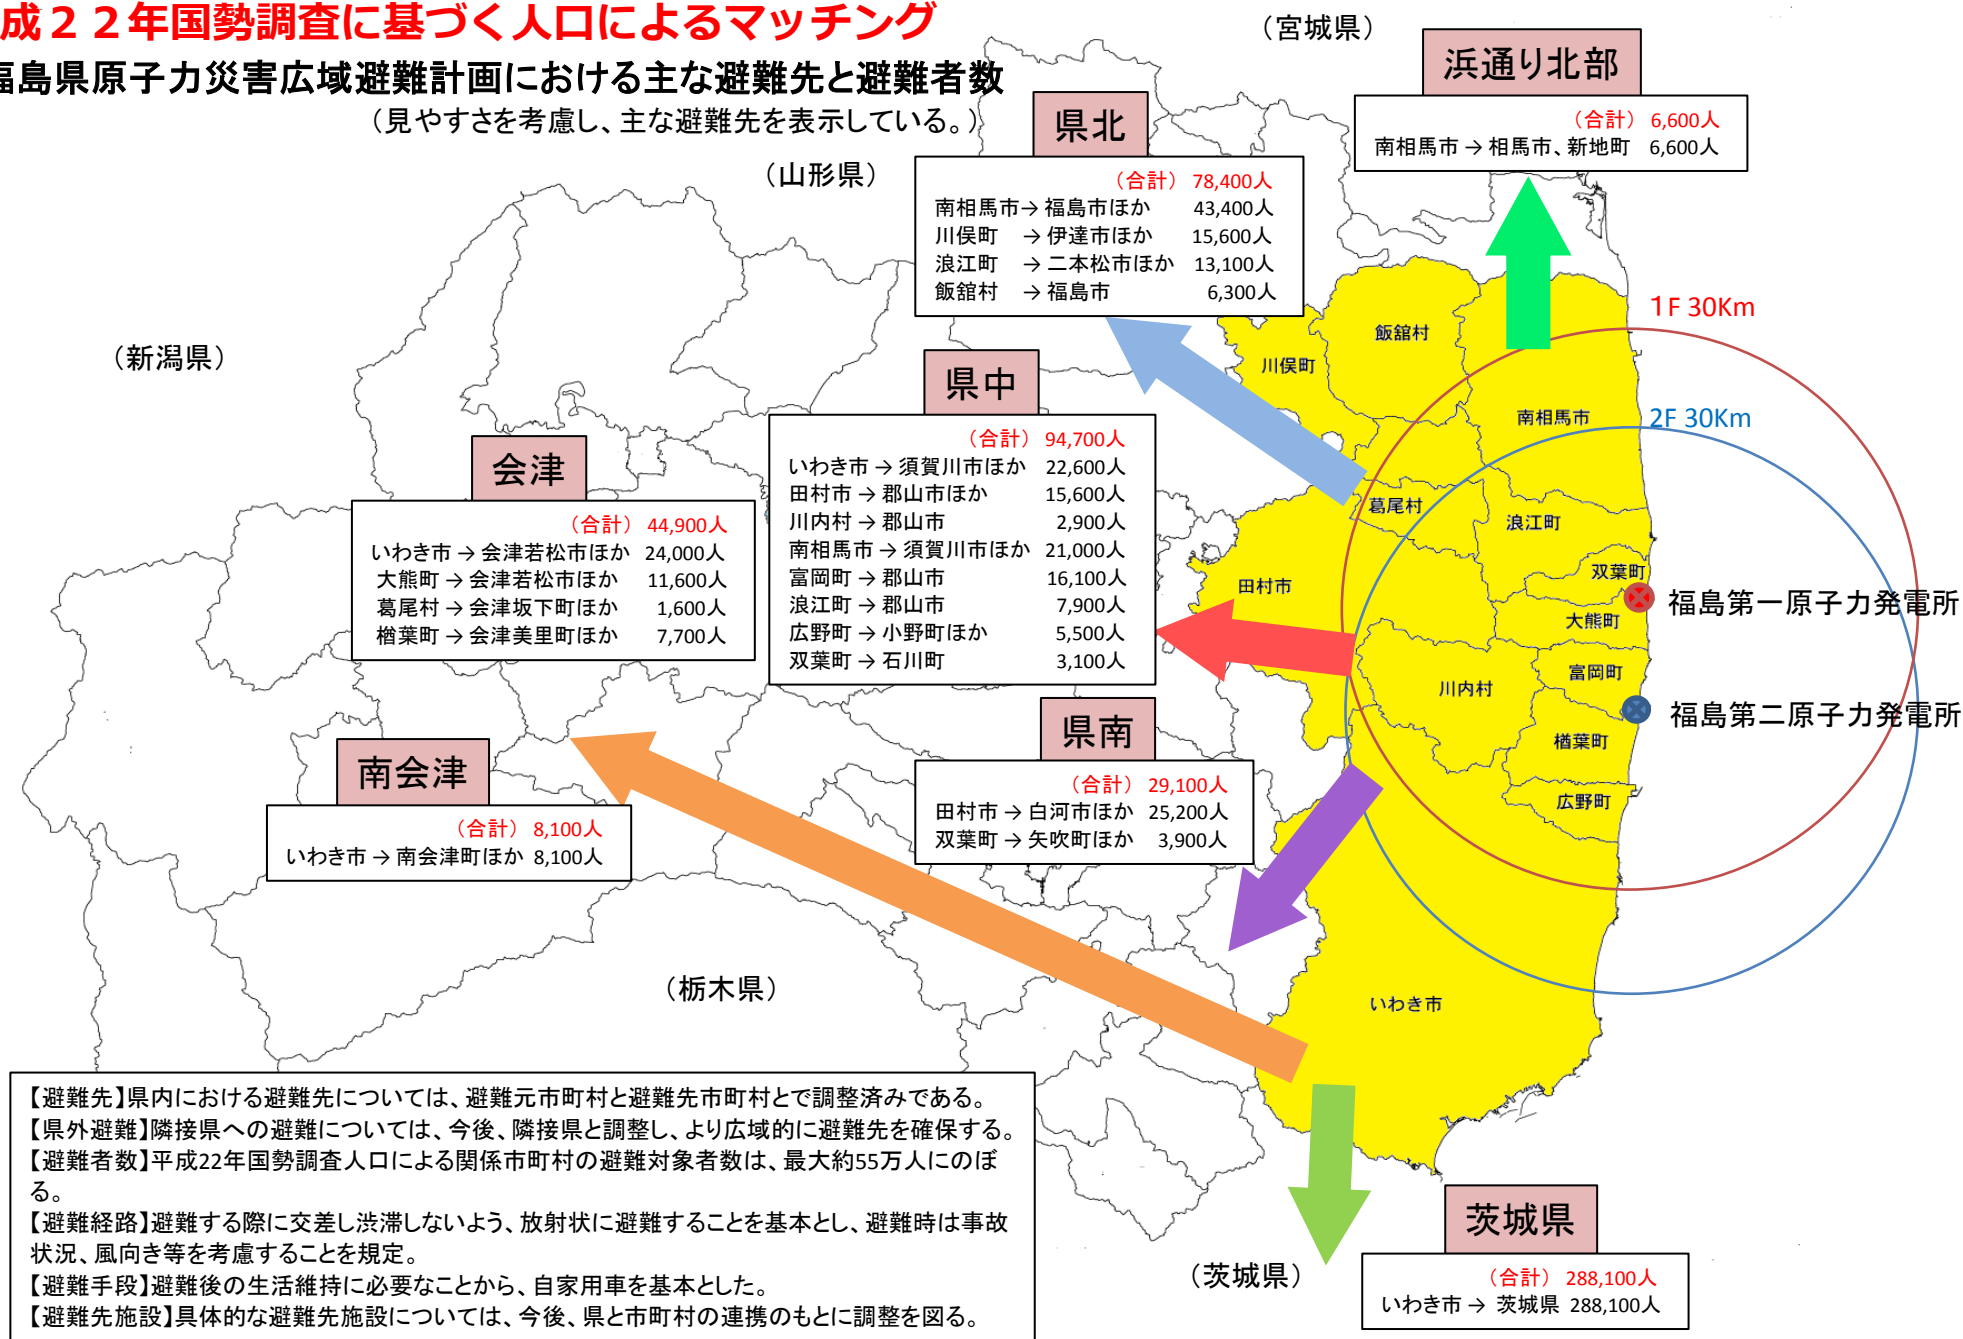 成２２年国勢調査に基づく人口によるマッチング
福島県原子力災害広域避難計画における主な避難先と避難者数
（見やすさを考慮し、主な避難先を表示している。）
（宮城県）
（山形県）
（新潟県）
浜通り北部
（合計） 6,600人
南相馬市 → 相馬市、新地町 6,600人
県北
（合計） 78,400人
南相馬市→ 福島市ほか 43,400人
川俣町 → 伊達市ほか 15,600人
浪江町 → 二本松市ほか 13,100人
飯舘村 → 福島市 6,300人
県中
（合計） 94,700人
いわき市 → 須賀川市ほか 22,600人
田村市 → 郡山市ほか 15,600人
川内村 → 郡山市 2,900人
南相馬市 → 須賀川市ほか 21,000人
富岡町 → 郡山市 16,100人
浪江町 → 郡山市 7,900人
広野町 → 小野町ほか 5,500人
双葉町 → 石川町 3,100人
会津
（合計） 44,900人
いわき市 → 会津若松市ほか 24,000人
大熊町 → 会津若松市ほか 11,600人
葛尾村 → 会津坂下町ほか 1,600人
楢葉町 → 会津美里町ほか 7,700人
南会津
（合計） 8,100人
いわき市 → 南会津町ほか 8,100人
県南
（合計） 29,100人
田村市 → 白河市ほか 25,200人
双葉町 → 矢吹町ほか 3,900人
1F 30Km
2F 30Km
飯舘村
川俣町
南相馬市
葛尾村
浪江町
双葉町
田村市
大熊町
福島第一原子力発電所
富岡町
川内村
福島第二原子力発電所
楢葉町
広野町
いわき市
（栃木県）
（茨城県）
茨城県
（合計） 288,100人
いわき市 → 茨城県 288,100人
【避難先】県内における避難先については、避難元市町村と避難先市町村とで調整済みである。
【県外避難】隣接県への避難については、今後、隣接県と調整し、より広域的に避難先を確保する。
【避難者数】平成22年国勢調査人口による関係市町村の避難対象者数は、最大約55万人にのぼ
る。
【避難経路】避難する際に交差し渋滞しないよう、放射状に避難することを基本とし、避難時は事故
状況、風向き等を考慮することを規定。
【避難手段】避難後の生活維持に必要なことから、自家用車を基本とした。
【避難先施設】具体的な避難先施設については、今後、県と市町村の連携のもとに調整を図る。